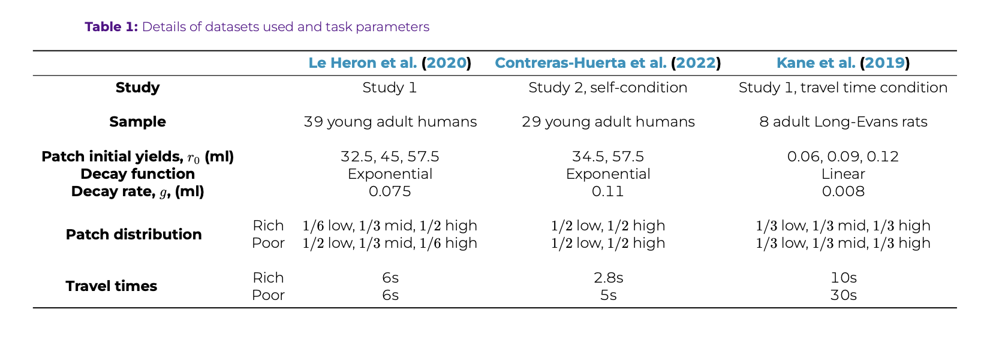 Table 1: Details of datasets used and task parameters
Le Heron et al. (2020) Contreras-Huerta et al. (2022) Kane et al. (2019)
Study Study 1 Study 2, self-condition Study 1, travel time condition
Sample 39 young adult humans 29 young adult humans 8 adult Long-Evans rats
Patch initial yields, r₀ (ml) 32.5, 45, 57.5 34.5, 57.5 0.06, 0.09, 0.12
Decay function Exponential Exponential Linear
Decay rate, g, (ml) 0.075 0.11 0.008
Patch distribution
Rich 1/6 low, 1/3 mid, 1/2 high 1/2 low, 1/2 high 1/3 low, 1/3 mid, 1/3 high
Poor 1/2 low, 1/3 mid, 1/6 high 1/2 low, 1/2 high 1/3 low, 1/3 mid, 1/3 high
Travel times
Rich 6s 2.8s 10s
Poor 6s 5s 30s